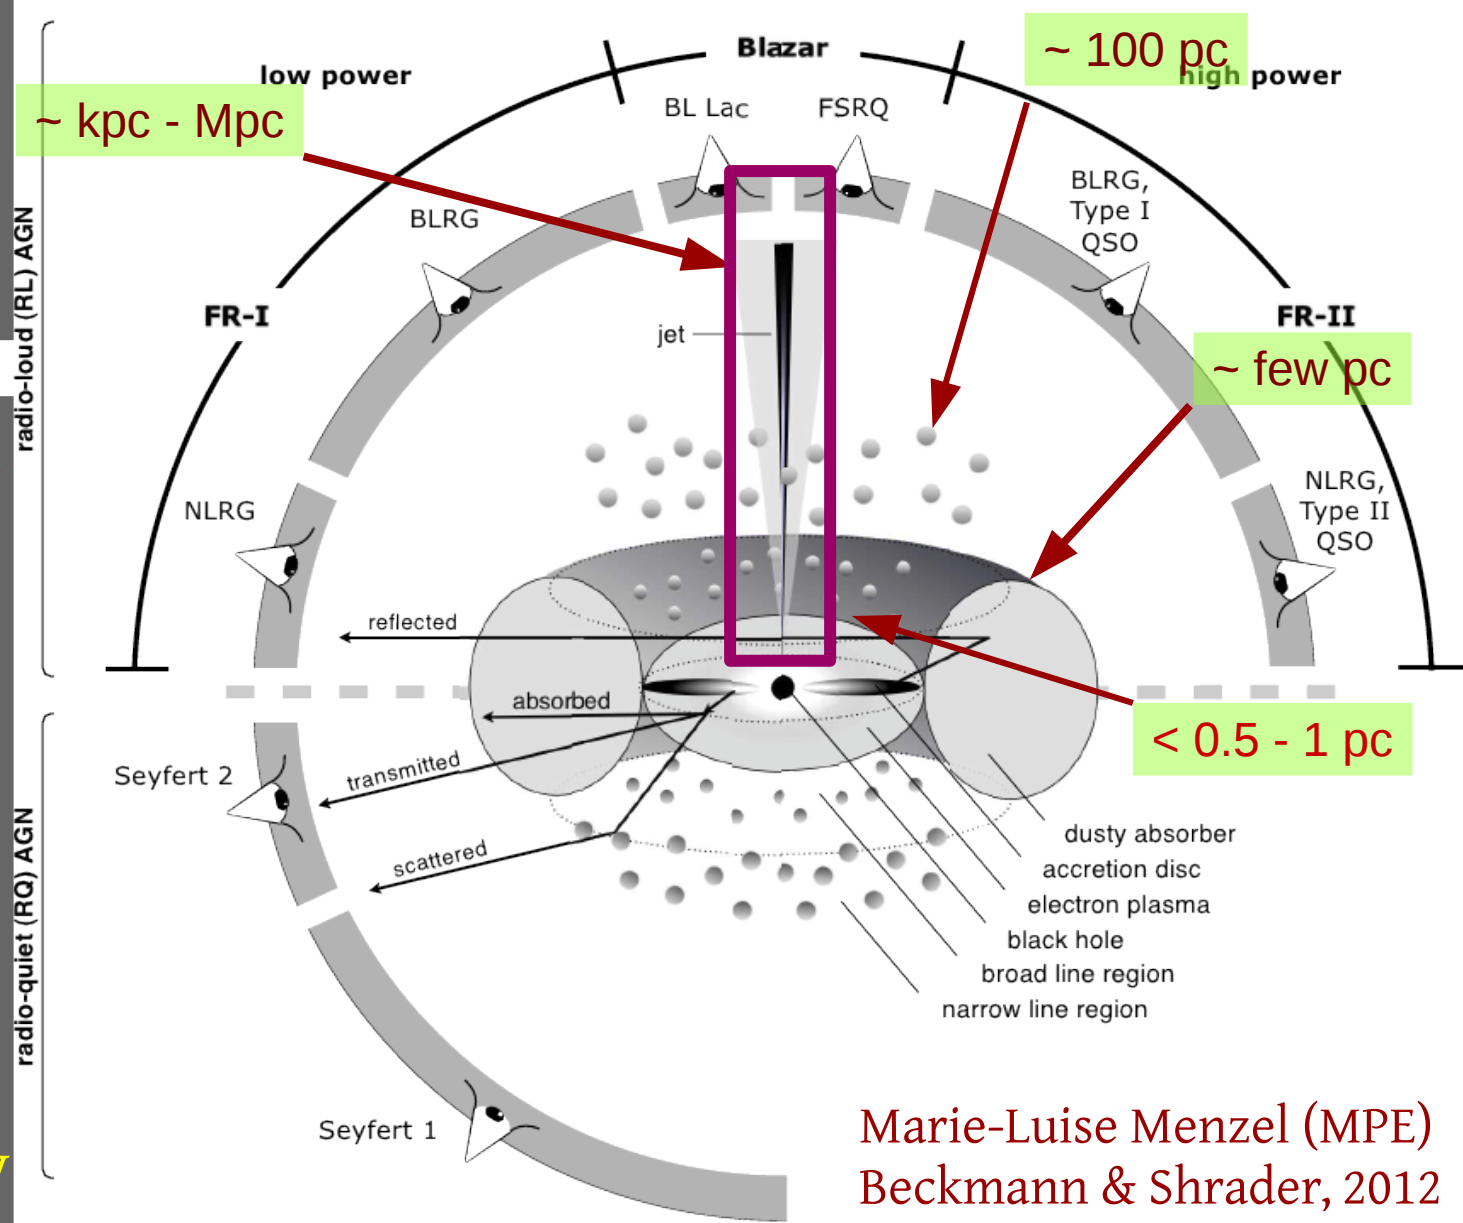 Blazar
~ 100 pc
low power
high power
~ kpc - Mpc
BL Lac
FSRQ
BLRG
BLRG,
Type I
QSO
radio-loud (RL) AGN
FR-I
FR-II
jet
~ few pc
NLRG
NLRG,
Type II
QSO
reflected
absorbed
< 0.5 - 1 pc
Seyfert 2
transmitted
scattered
dusty absorber
accretion disc
electron plasma
black hole
broad line region
narrow line region
radio-quiet (RQ) AGN
Seyfert 1
Marie-Luise Menzel (MPE)
Beckmann & Shrader, 2012